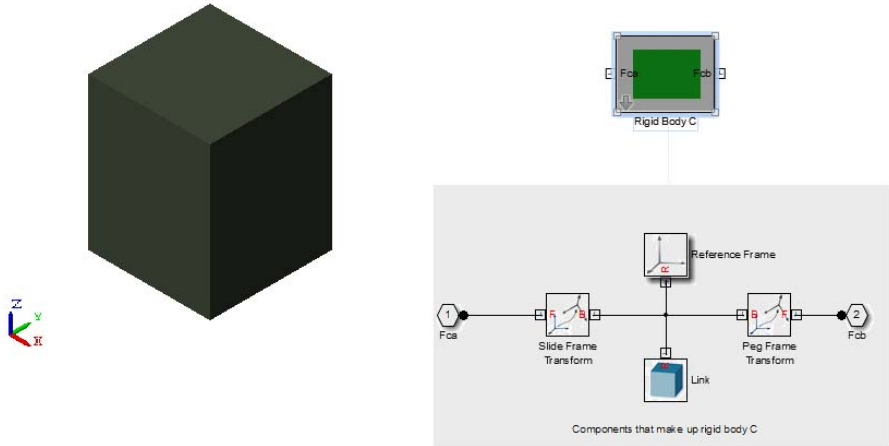 Z
Y
X
Fca
Fcb
Rigid Body C
R
Reference Frame
1
Fca
F
B
Slide Frame
Transform
B
F
Peg Frame
Transform
2
Fcb
R
Link
Components that make up rigid body C